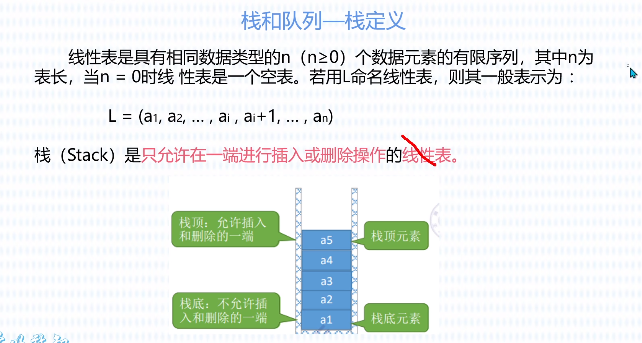 栈和队列—栈定义
线性表是具有相同数据类型的n（n≥0）个数据元素的有限序列，其中n为
表长，当n = 0时线 性表是一个空表。若用L命名线性表，则其一般表示为：
L = (a1, a2, … , ai , ai+1, … , an)
栈（Stack）是只允许在一端进行插入或删除操作的线性表。
栈顶：允许插入
和删除的一端
a5
栈顶元素
a4
a3
a2
栈底：不允许插
入和删除的一端
a1
栈底元素